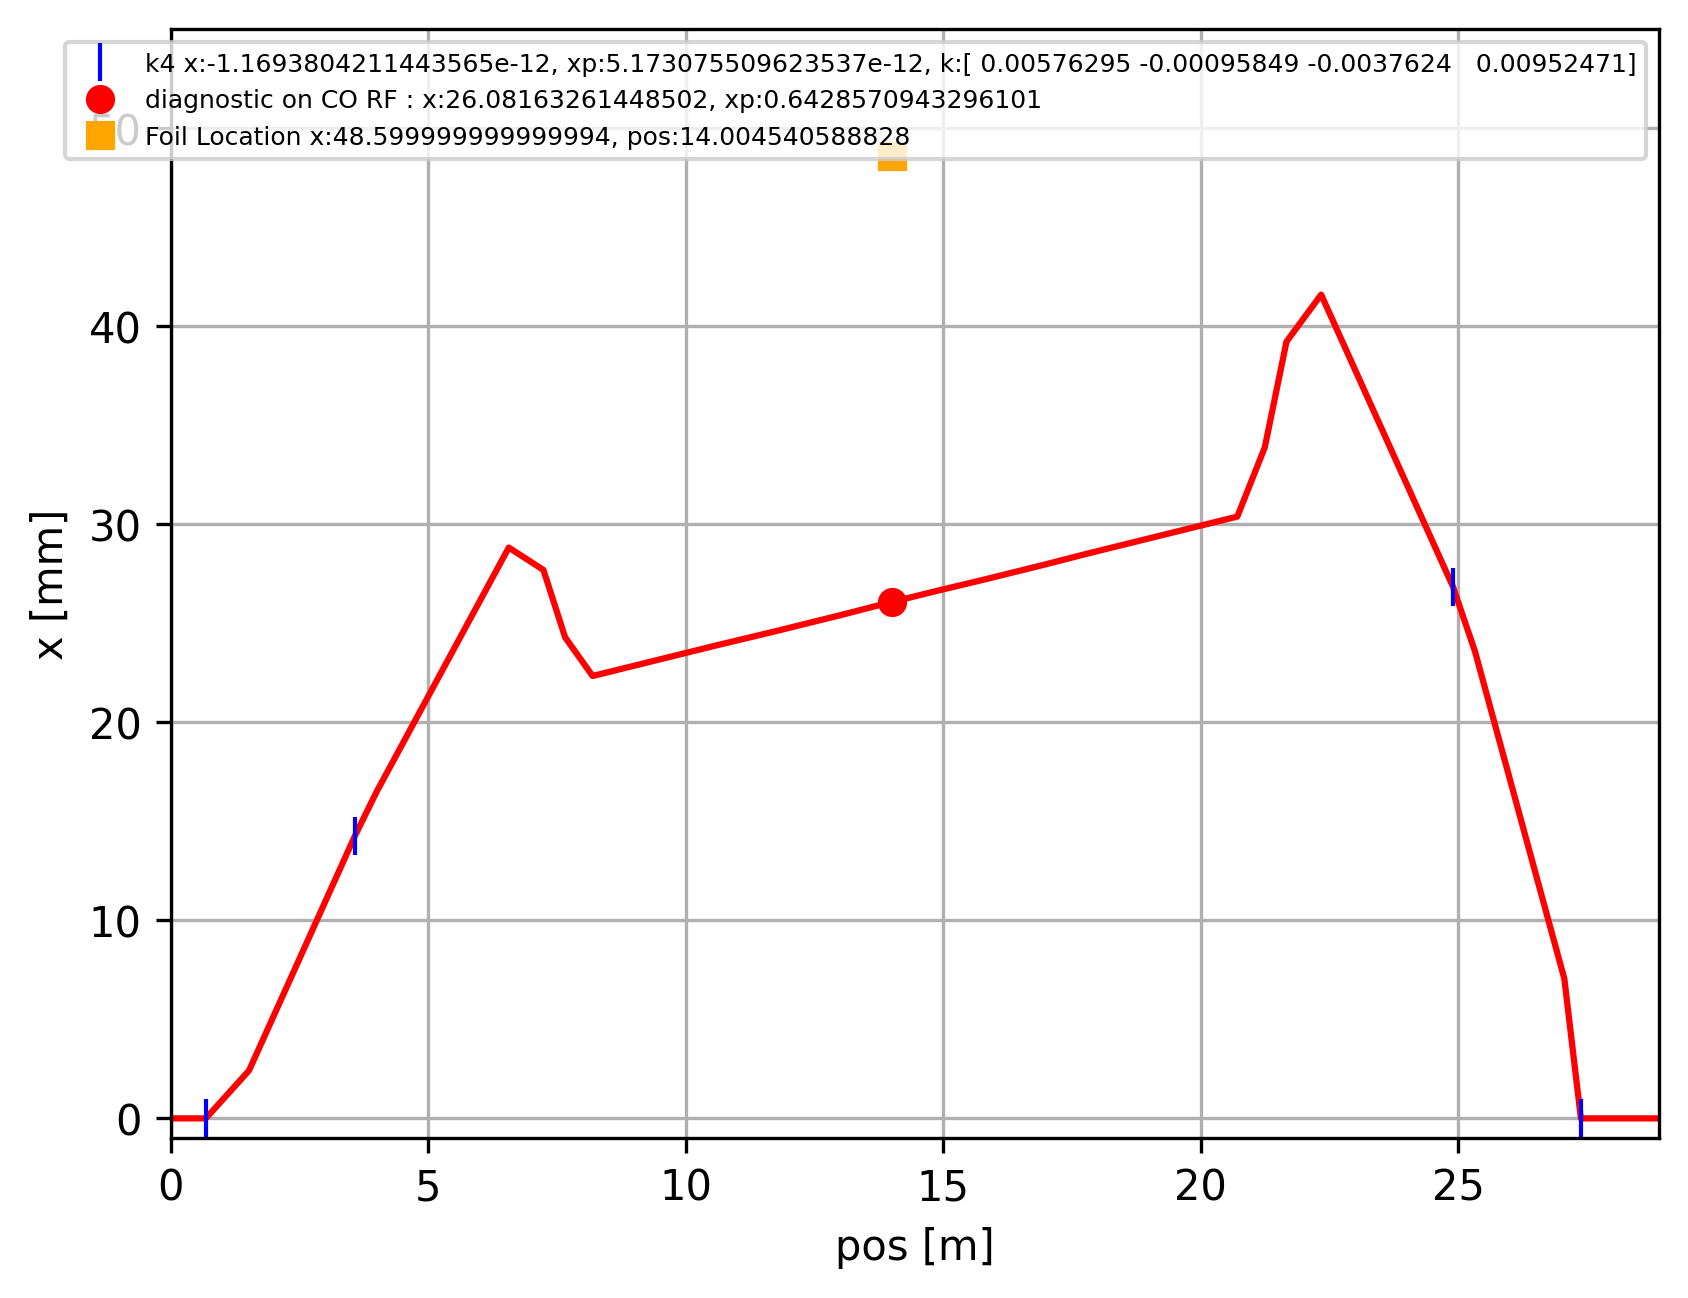 k4 x:-1.1693804211443565e-12, xp:5.173075509623537e-12, k:[ 0.00576295 -0.00095849 -0.0037624   0.00952471]
diagnostic on CO RF : x:26.08163261448502, xp:0.6428570943296101
Foil Location x:48.599999999999994, pos:14.004540588828
50
40
30
20
10
0
x [mm]
0 5 10 15 20 25
pos [m]